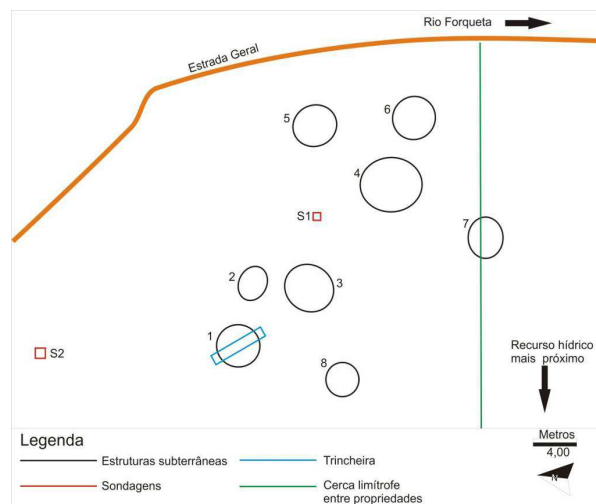 Rio Forqueta
Estrada Geral
5
6
4
S1
7
2
3
1
S2
8
Recurso hídrico
mais próximo
Legenda
Estruturas subterrâneas
Trincheira
Sondagens
Cerca limítrofe
entre propriedades
Metros
4,00
N